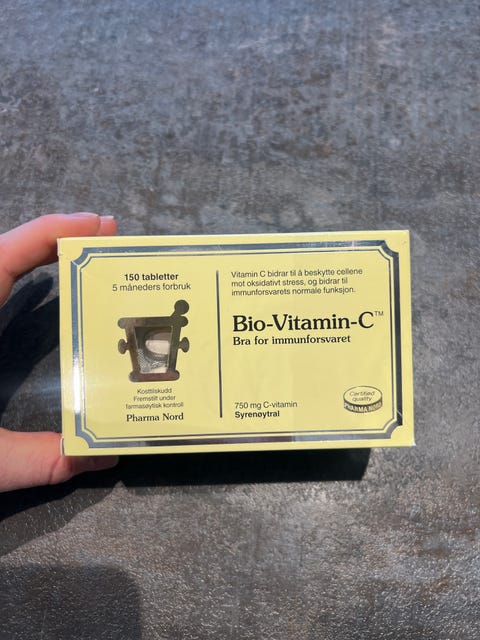 150 tabletter
5 måneders forbruk
Kosttilskudd
Fremstilt under
farmasøytisk kontroll
Pharma Nord
Vitamin C bidrar til å beskytte cellene
mot oksidativt stress, og bidrar til
immunforsvarets normale funksjon.
Bio-Vitamin-C™
Bra for immunforsvaret
750 mg C-vitamin
Syrenøytral
Certified
quality
PHARMA NORD